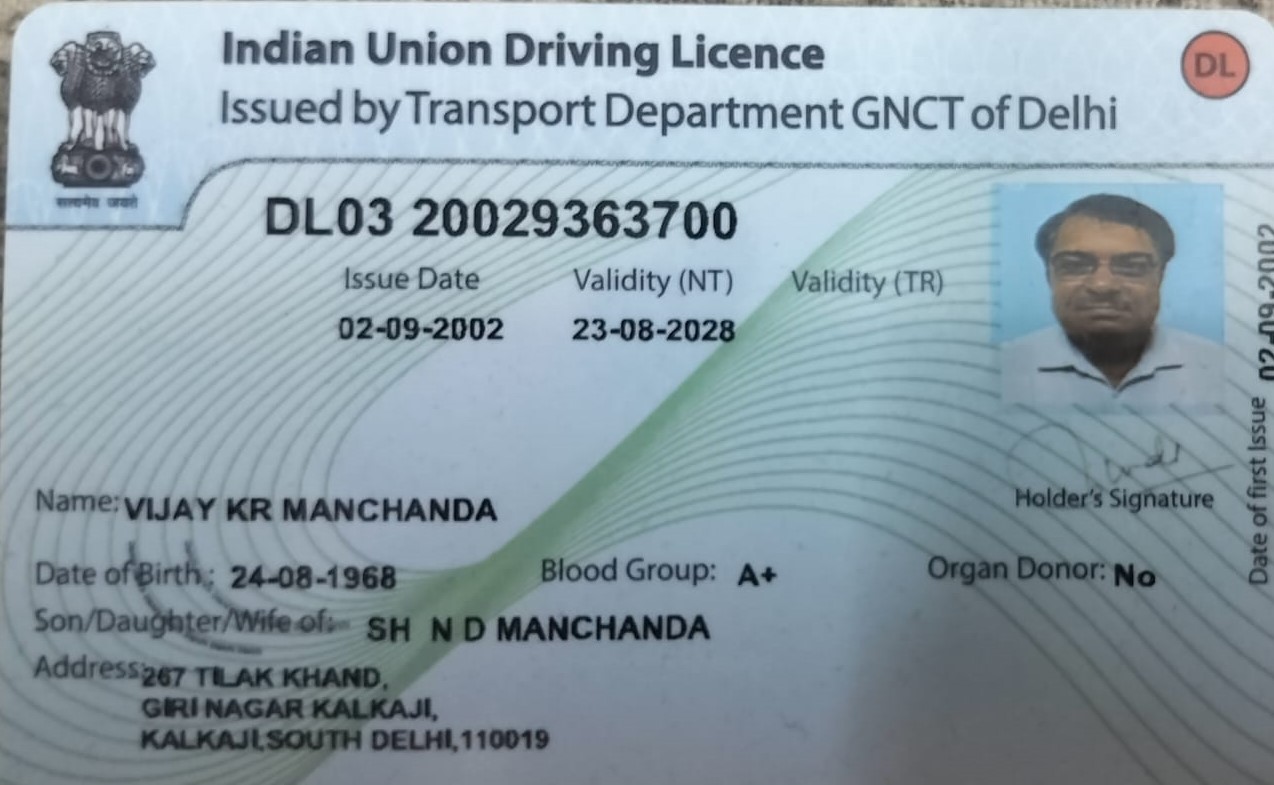 Indian Union Driving Licence
Issued by Transport Department GNCT of Delhi
DL
सत्यमेव जयते
DL03 20029363700
Issue Date Validity (NT) Validity (TR)
02-09-2002 23-08-2028
Holder's Signature
Date of first Issue 02-09-2002
Name: VIJAY KR MANCHANDA
Date of Birth.: 24-08-1968 Blood Group: A+ Organ Donor: No
Son/Daughter/Wife of: SH N D MANCHANDA
Address: 267 TILAK KHAND,
GIRI NAGAR KALKAJI,
KALKAJI,SOUTH DELHI,110019